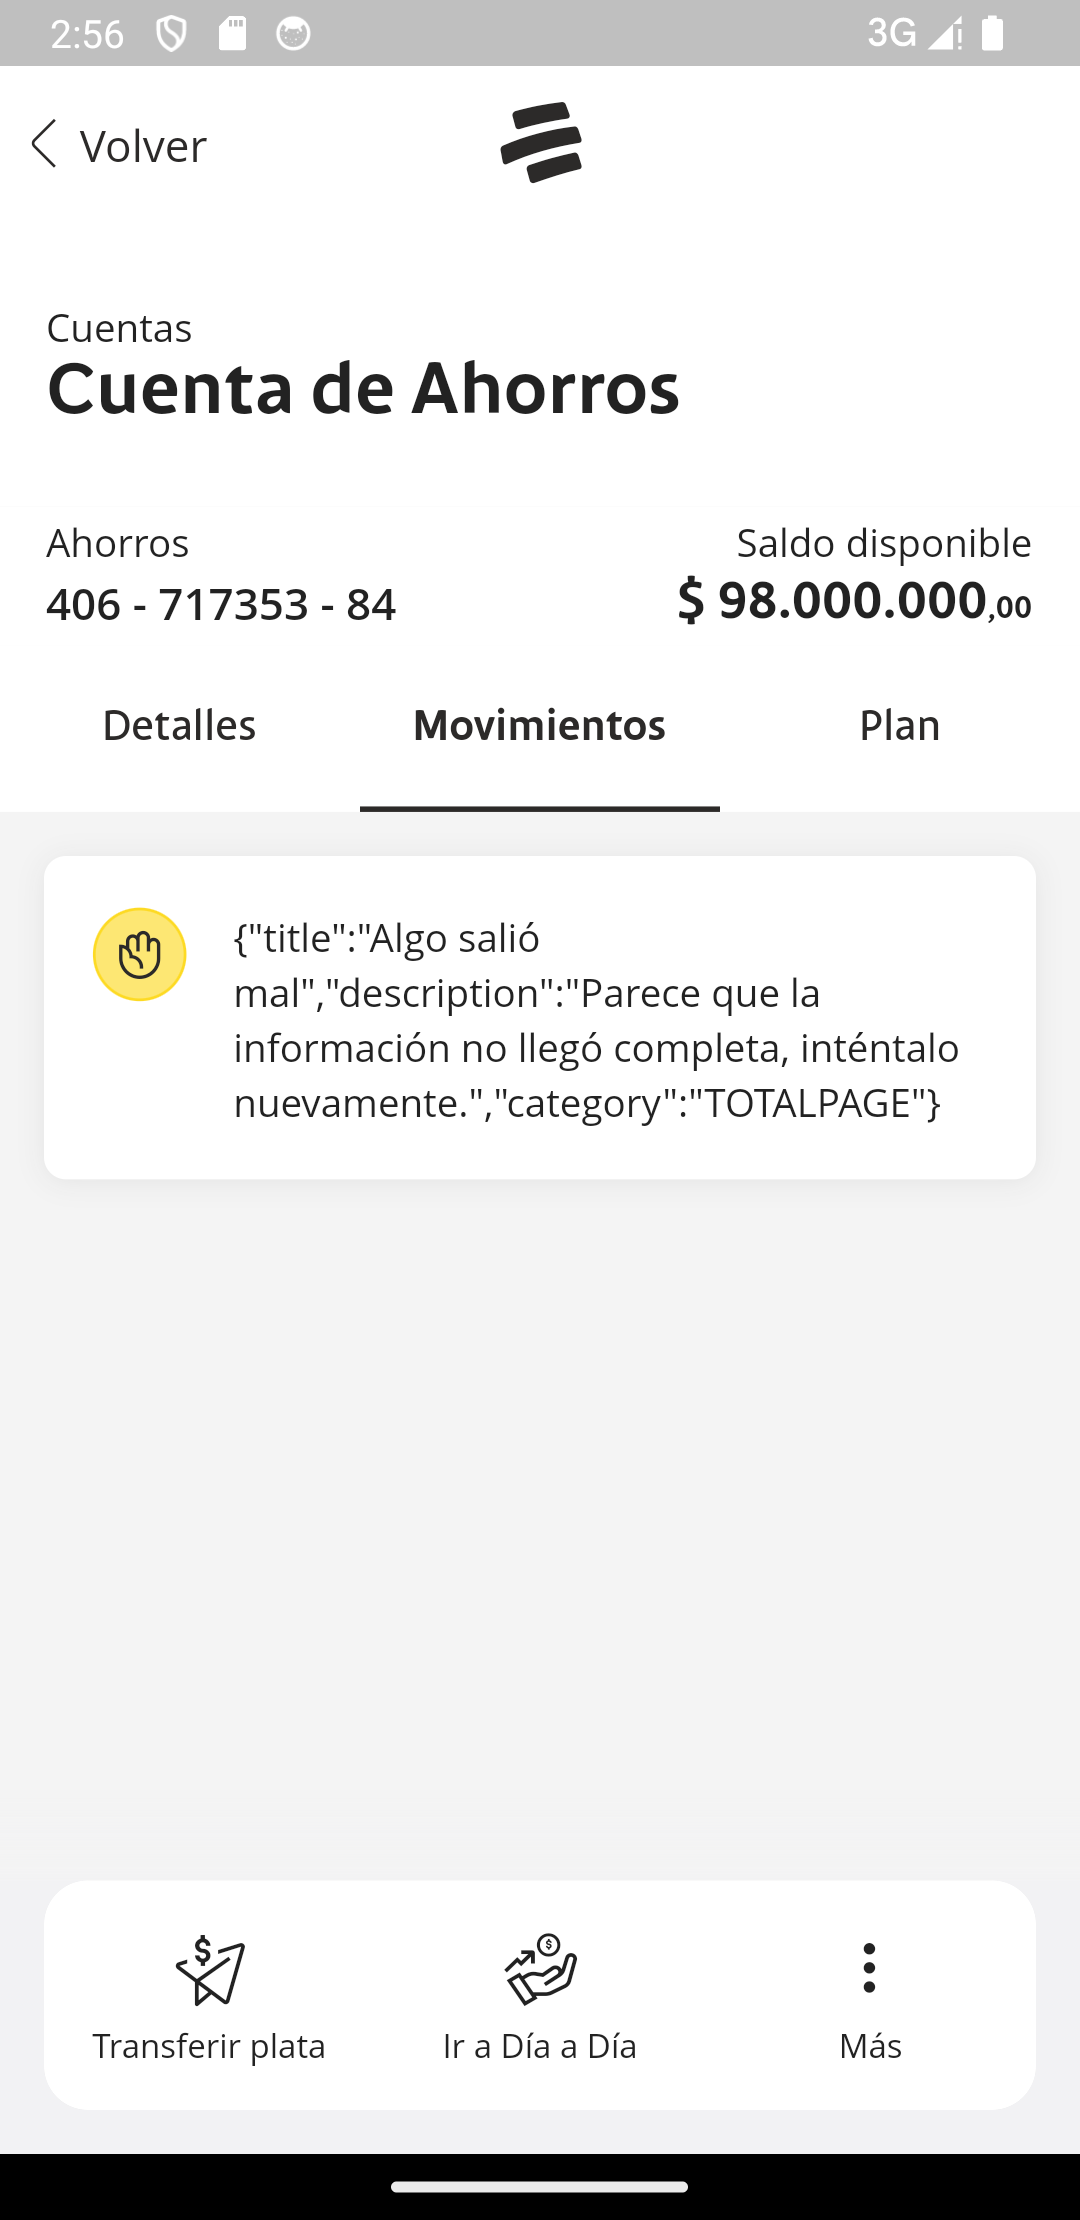 2:56
3G
Volver
Cuentas
Cuenta de Ahorros
Ahorros
Saldo disponible
406 - 717353 - 84
$ 98.000.000,00
Detalles
Movimientos
Plan
{"title":"Algo salió
mal","description":"Parece que la
información no llegó completa, inténtalo
nuevamente.","category":"TOTALPAGE"}
Transferir plata
Ir a Día a Día
Más